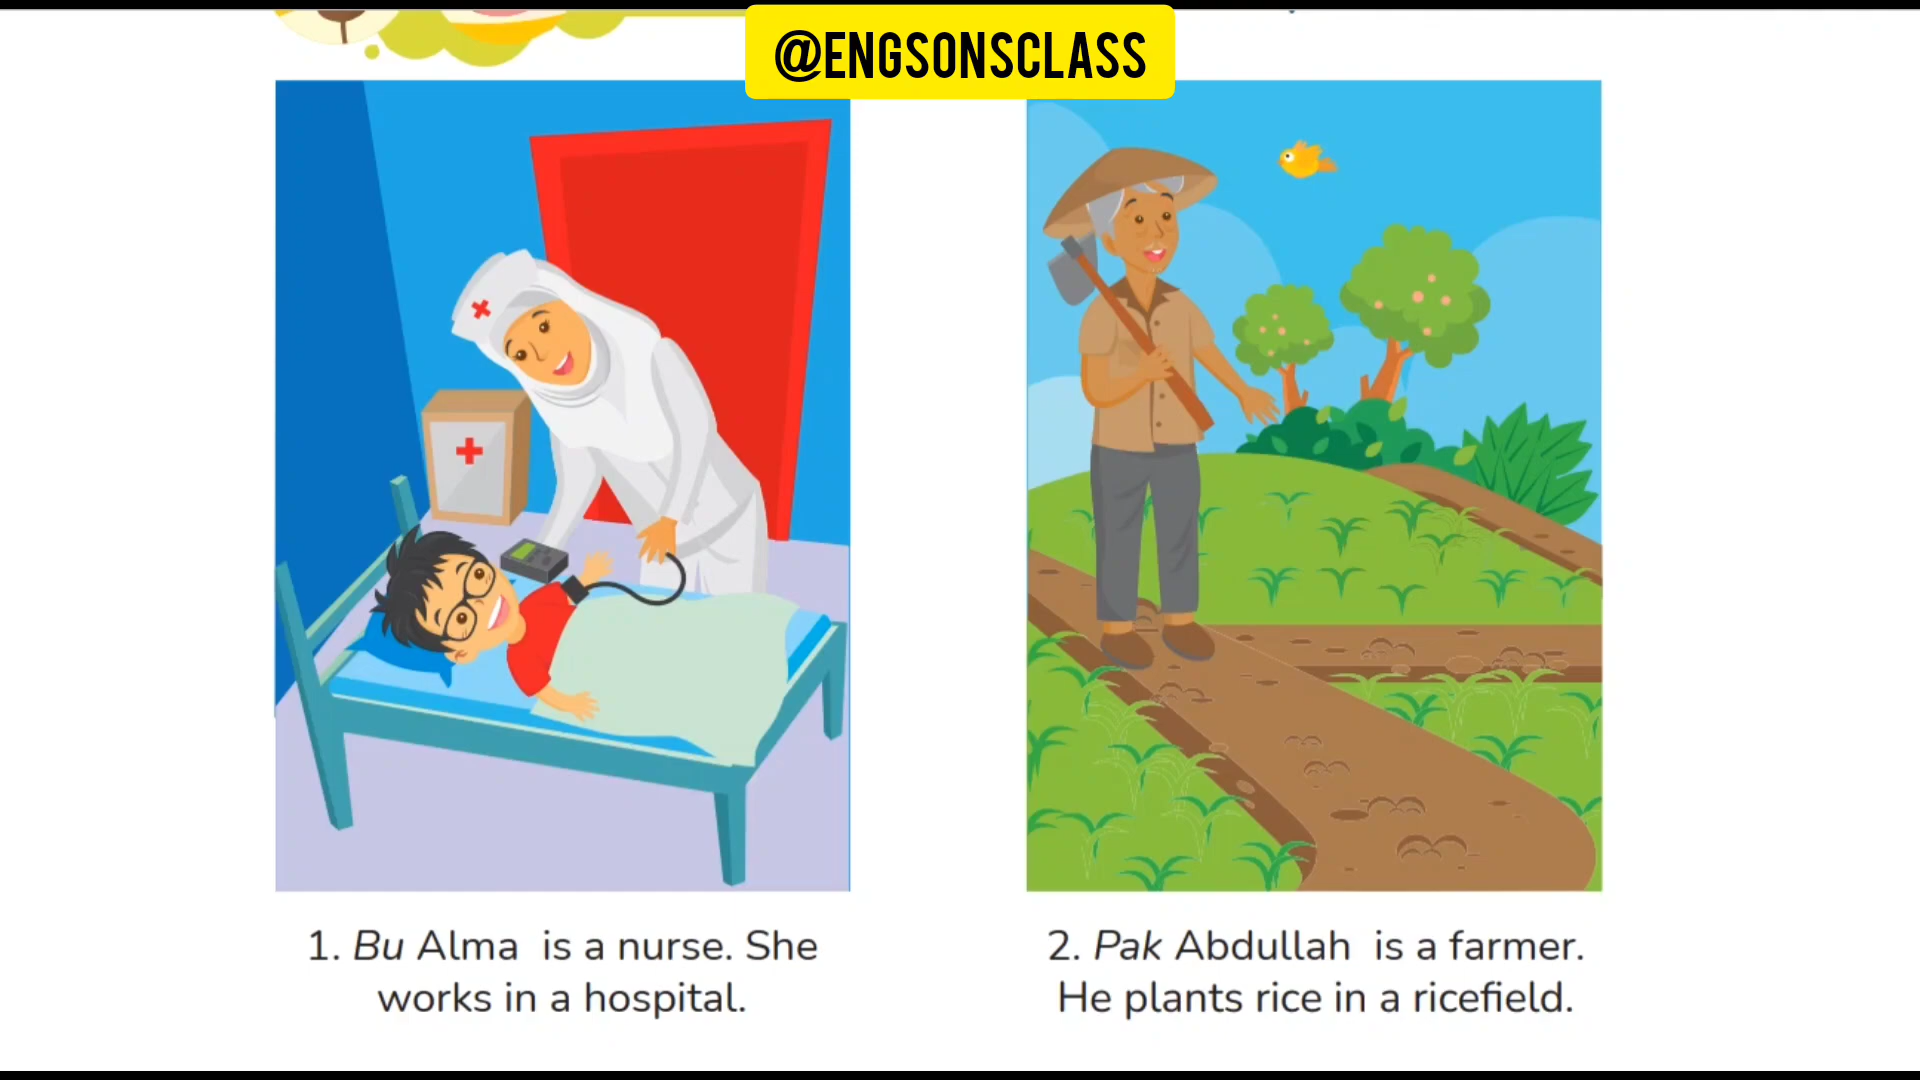 @ENGSONSCLASS
1. Bu Alma is a nurse. She
works in a hospital.
2. Pak Abdullah is a farmer.
He plants rice in a ricefield.